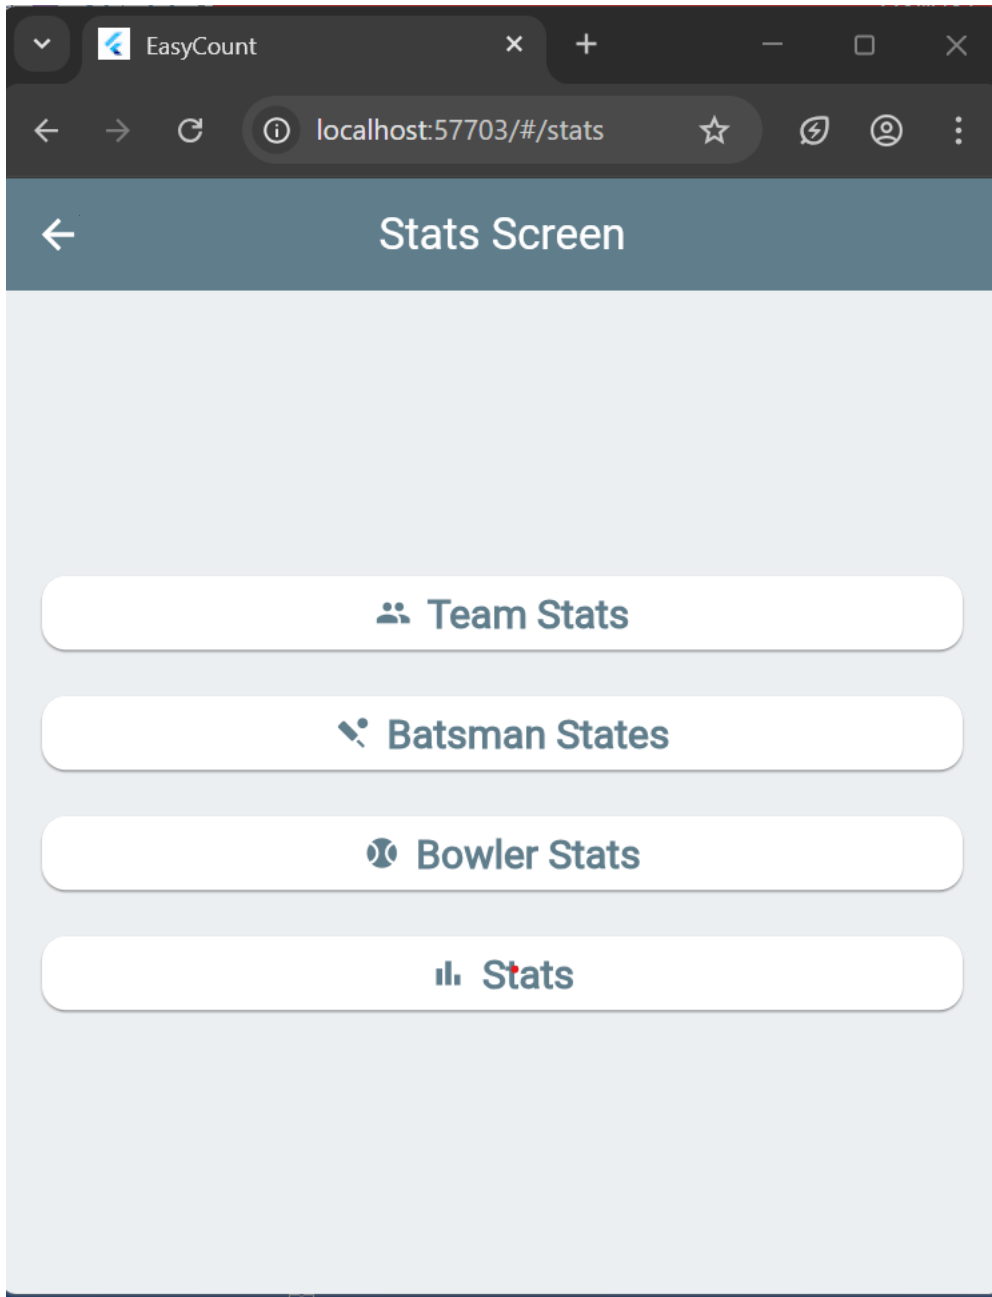 EasyCount
localhost:57703/#/stats
Stats Screen
Team Stats
Batsman States
Bowler Stats
Stats